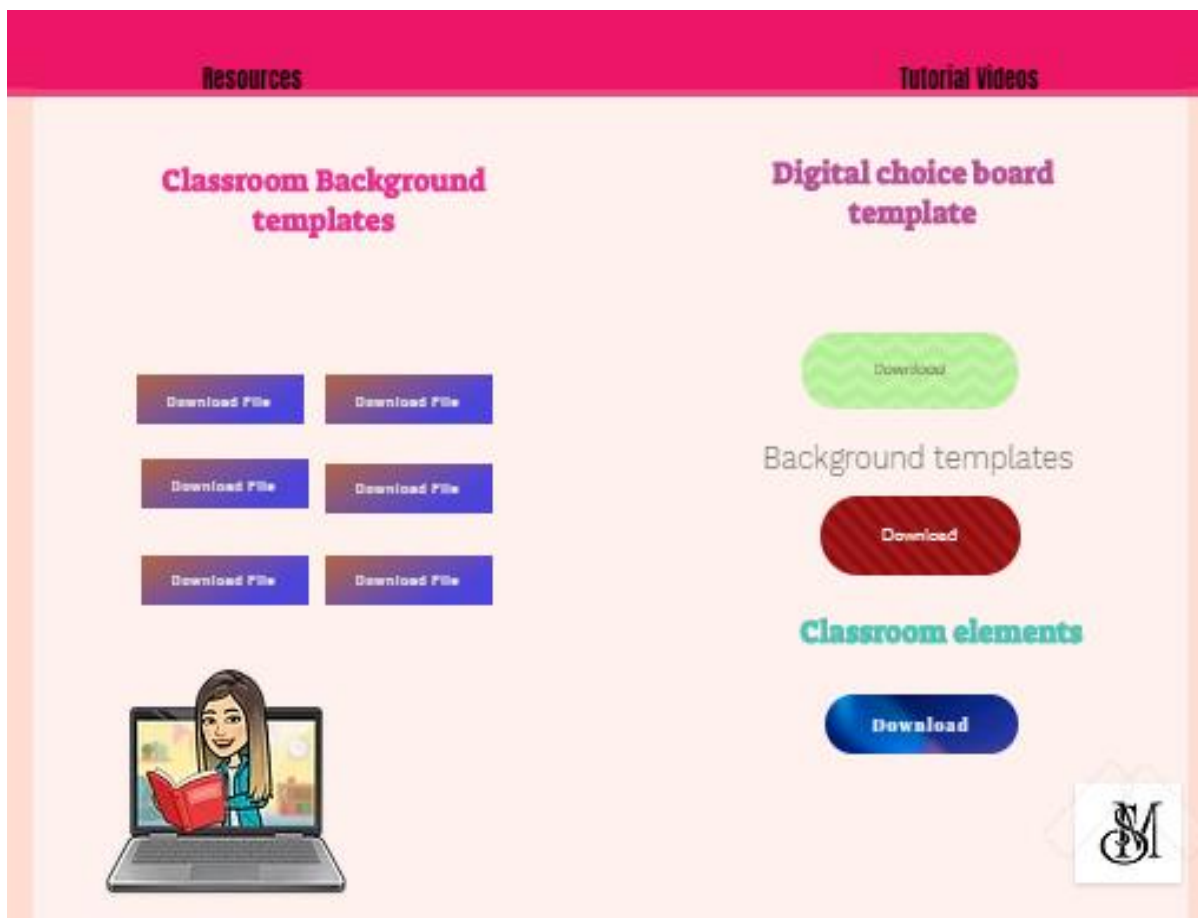 Resources
Tutorial Videos
Classroom Background
templates
Digital choice board
template
Download File
Download File
Download File
Download File
Download File
Download File
Download
Background templates
Download
Classroom elements
Download
SM